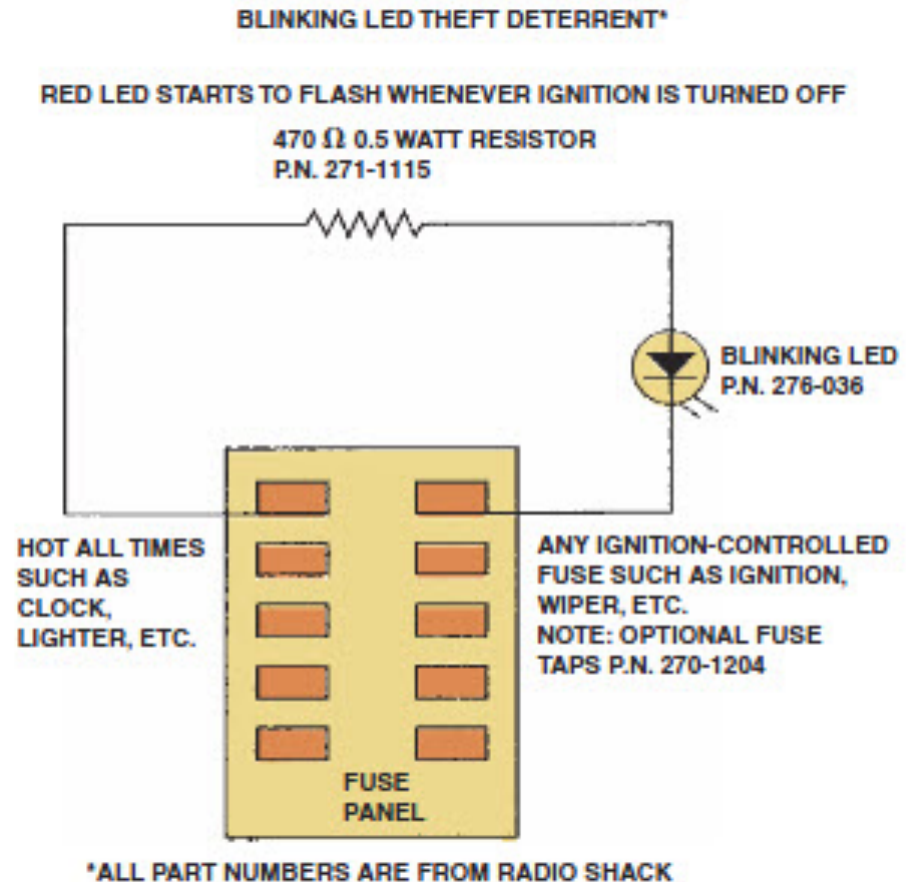 BLINKING LED THEFT DETERRENT*
RED LED STARTS TO FLASH WHENEVER IGNITION IS TURNED OFF
470 Ω 0.5 WATT RESISTOR
P.N. 271-1115
BLINKING LED
P.N. 276-036
HOT ALL TIMES
SUCH AS
CLOCK,
LIGHTER, ETC.
ANY IGNITION-CONTROLLED
FUSE SUCH AS IGNITION,
WIPER, ETC.
NOTE: OPTIONAL FUSE
TAPS P.N. 270-1204
FUSE
PANEL
*ALL PART NUMBERS ARE FROM RADIO SHACK